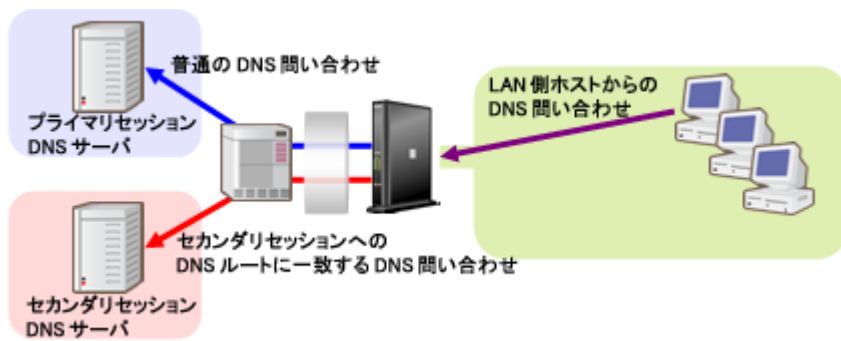 普通の DNS 問い合わせ
LAN 側ホストからの
DNS 問い合わせ
プライマリセッション
DNS サーバ
セカンダリセッションへの
DNS ルートに一致する DNS 問い合わせ
セカンダリセッション
DNS サーバ